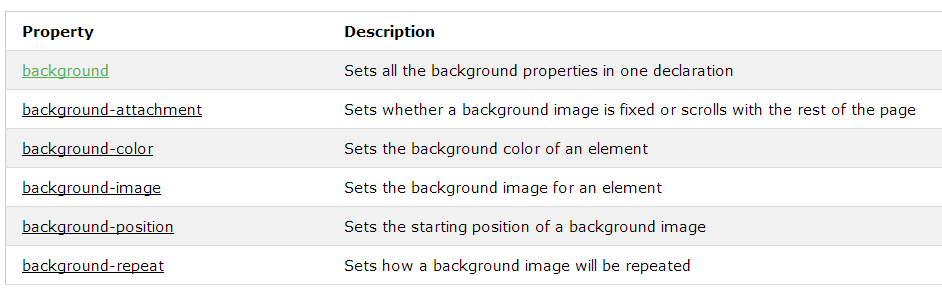 Property Description
background Sets all the background properties in one declaration
background-attachment Sets whether a background image is fixed or scrolls with the rest of the page
background-color Sets the background color of an element
background-image Sets the background image for an element
background-position Sets the starting position of a background image
background-repeat Sets how a background image will be repeated